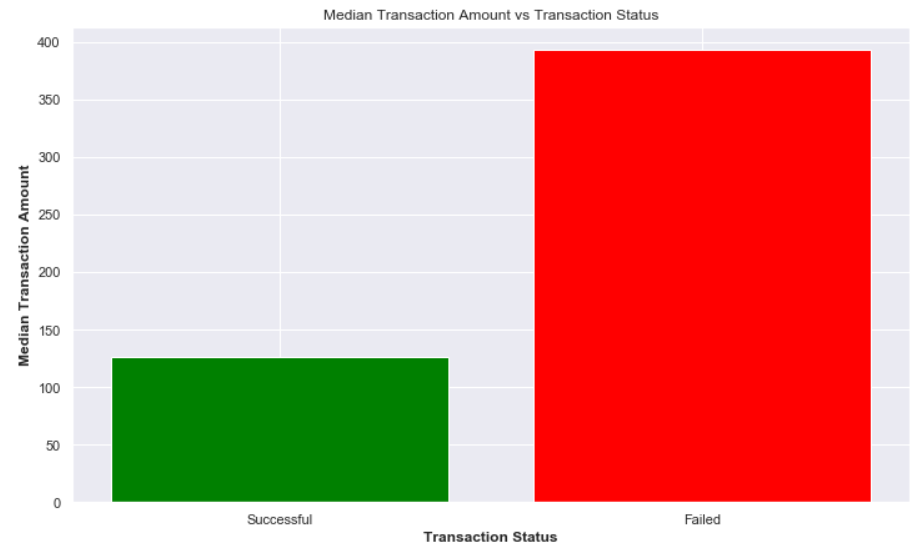 Median Transaction Amount vs Transaction Status
Median Transaction Amount
400
350
300
250
200
150
100
50
0
Successful
Failed
Transaction Status